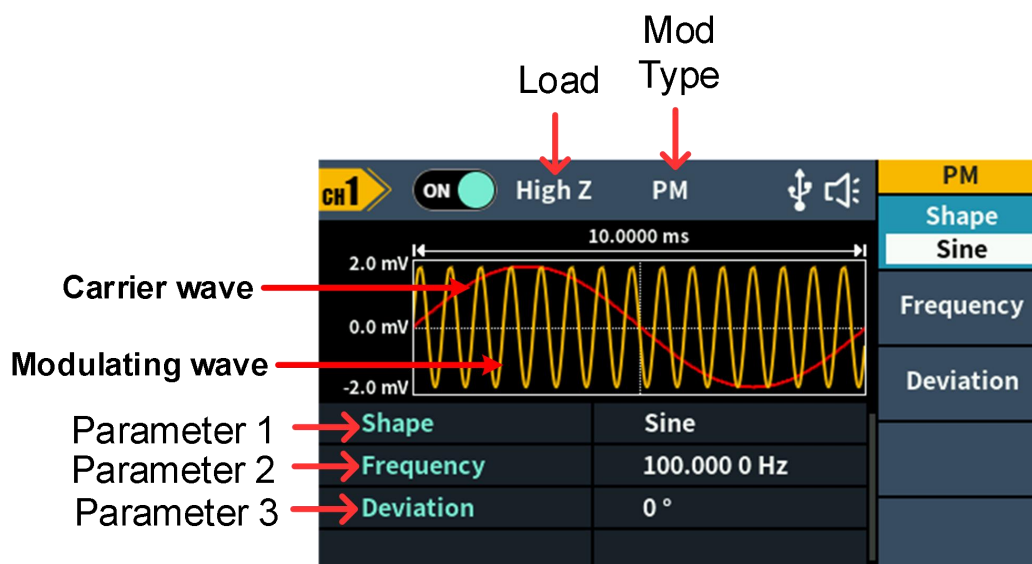 Mod
Type
Load
CH1
ON
High Z
PM
PM
Shape
Sine
Frequency
Deviation
10.0000 ms
2.0 mV
0.0 mV
-2.0 mV
Carrier wave
Modulating wave
Parameter 1
Shape
Sine
Parameter 2
Frequency
100.000 0 Hz
Parameter 3
Deviation
0 °